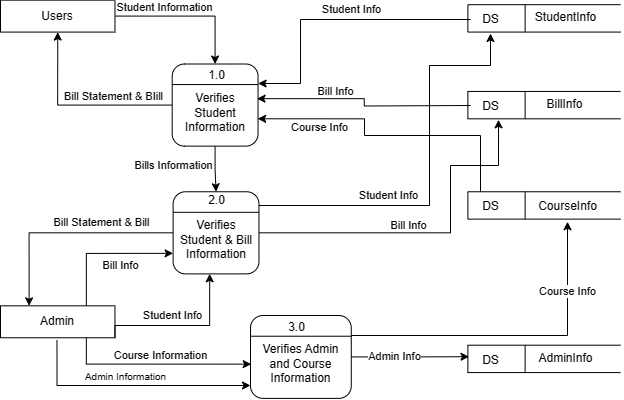 Users
Student Information
Student Info
DS
StudentInfo
1.0
Verifies
Student
Information
Bill Statement & Blill
Bill Info
DS
BillInfo
Course Info
Bills Information
2.0
Verifies
Student & Bill
Information
Student Info
DS
CourseInfo
Bill Statement & Bill
Bill Info
Bill Info
Course Info
Admin
Student Info
3.0
Verifies Admin
and Course
Information
Course Information
Admin Info
DS
AdminInfo
Admin Information